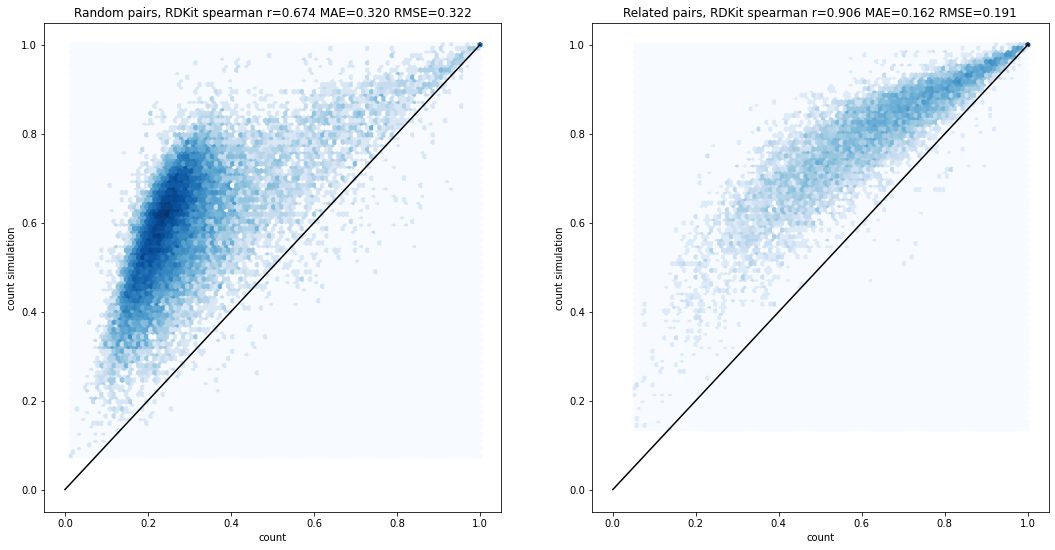 Random pairs, RDKit spearman r=0.674 MAE=0.320 RMSE=0.322
1.0
0.8
0.6
0.4
0.2
0.0
count simulation
0.0 0.2 0.4 0.6 0.8 1.0
count
Related pairs, RDKit spearman r=0.906 MAE=0.162 RMSE=0.191
1.0
0.8
0.6
0.4
0.2
0.0
count simulation
0.0 0.2 0.4 0.6 0.8 1.0
count